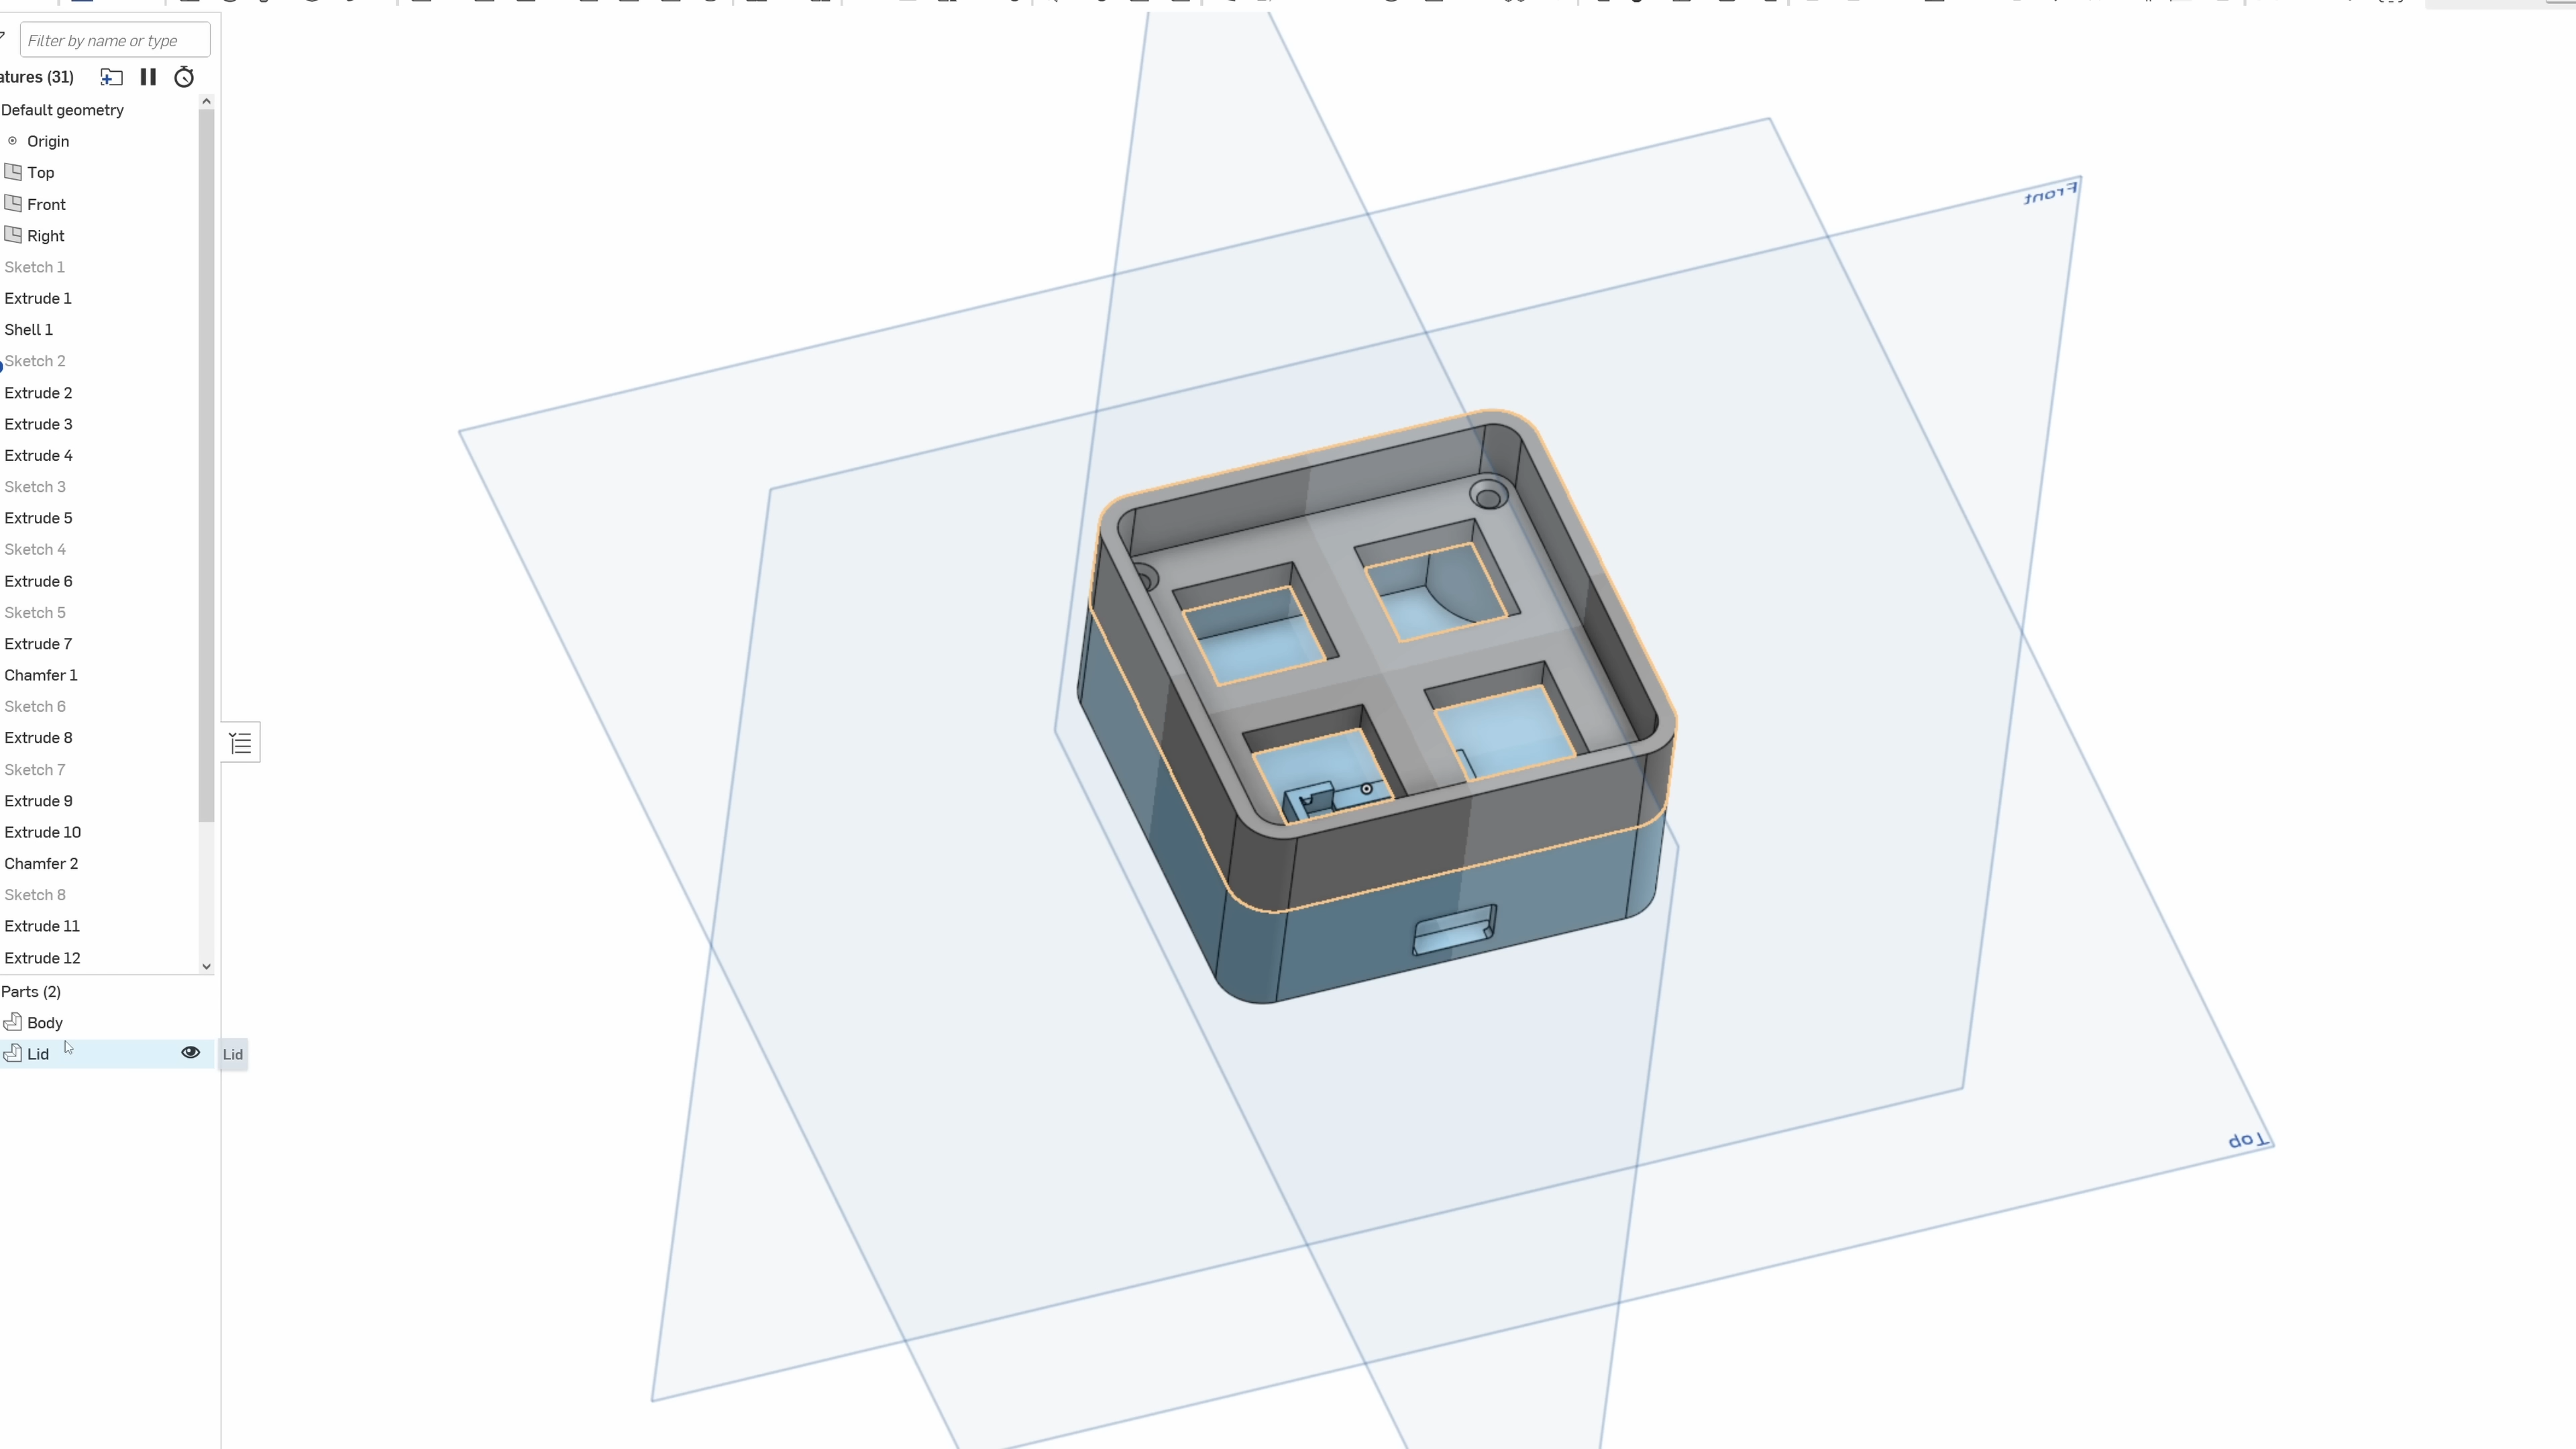 Filter by name or type
atures (31)
Default geometry
Origin
Top
Front
Right
Sketch 1
Extrude 1
Shell 1
Sketch 2
Extrude 2
Extrude 3
Extrude 4
Sketch 3
Extrude 5
Sketch 4
Extrude 6
Sketch 5
Extrude 7
Chamfer 1
Sketch 6
Extrude 8
Sketch 7
Extrude 9
Extrude 10
Chamfer 2
Sketch 8
Extrude 11
Extrude 12
Parts (2)
Body
Lid
Lid
Front
Top